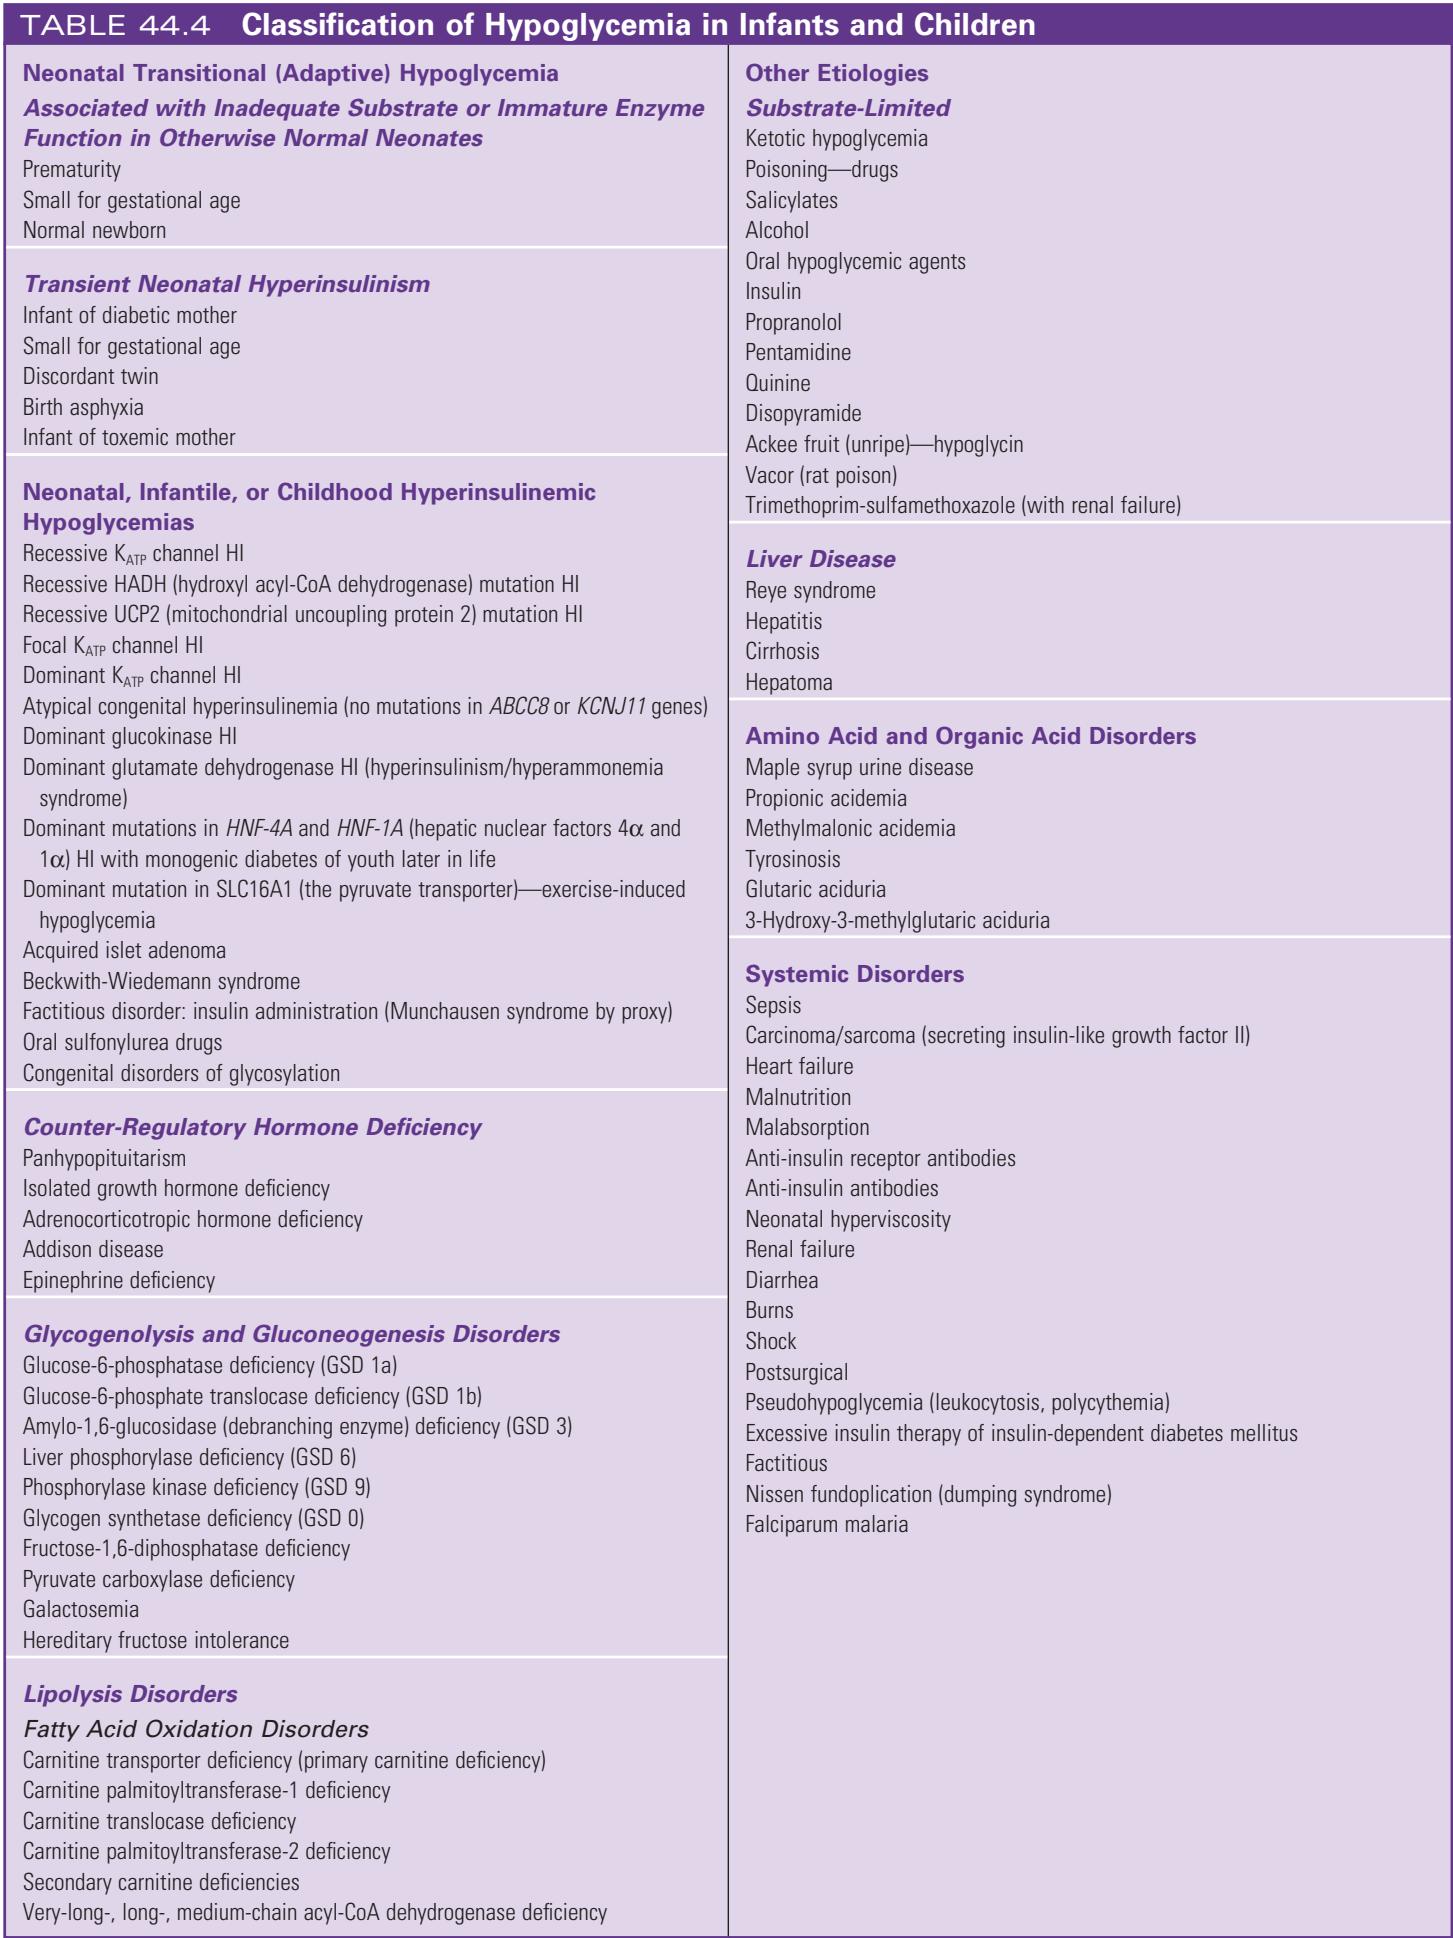 TABLE 44.4 Classification of Hypoglycemia in Infants and Children
Neonatal Transitional (Adaptive) Hypoglycemia
Associated with Inadequate Substrate or Immature Enzyme
Function in Otherwise Normal Neonates
Prematurity
Small for gestational age
Normal newborn
Transient Neonatal Hyperinsulinism
Infant of diabetic mother
Small for gestational age
Discordant twin
Birth asphyxia
Infant of toxemic mother
Neonatal, Infantile, or Childhood Hyperinsulinemic
Hypoglycemias
Recessive KATP channel HI
Recessive HADH (hydroxyl acyl-CoA dehydrogenase) mutation HI
Recessive UCP2 (mitochondrial uncoupling protein 2) mutation HI
Focal KATP channel HI
Dominant KATP channel HI
Atypical congenital hyperinsulinemia (no mutations in ABCC8 or KCNJ11 genes)
Dominant glucokinase HI
Dominant glutamate dehydrogenase HI (hyperinsulinism/hyperammonemia
syndrome)
Dominant mutations in HNF-4A and HNF-1A (hepatic nuclear factors 4α and
1α) HI with monogenic diabetes of youth later in life
Dominant mutation in SLC16A1 (the pyruvate transporter)—exercise-induced
hypoglycemia
Acquired islet adenoma
Beckwith-Wiedemann syndrome
Factitious disorder: insulin administration (Munchausen syndrome by proxy)
Oral sulfonylurea drugs
Congenital disorders of glycosylation
Counter-Regulatory Hormone Deficiency
Panhypopituitarism
Isolated growth hormone deficiency
Adrenocorticotropic hormone deficiency
Addison disease
Epinephrine deficiency
Glycogenolysis and Gluconeogenesis Disorders
Glucose-6-phosphatase deficiency (GSD 1a)
Glucose-6-phosphate translocase deficiency (GSD 1b)
Amylo-1,6-glucosidase (debranching enzyme) deficiency (GSD 3)
Liver phosphorylase deficiency (GSD 6)
Phosphorylase kinase deficiency (GSD 9)
Glycogen synthetase deficiency (GSD 0)
Fructose-1,6-diphosphatase deficiency
Pyruvate carboxylase deficiency
Galactosemia
Hereditary fructose intolerance
Lipolysis Disorders
Fatty Acid Oxidation Disorders
Carnitine transporter deficiency (primary carnitine deficiency)
Carnitine palmitoyltransferase-1 deficiency
Carnitine translocase deficiency
Carnitine palmitoyltransferase-2 deficiency
Secondary carnitine deficiencies
Very-long-, long-, medium-chain acyl-CoA dehydrogenase deficiency
Other Etiologies
Substrate-Limited
Ketotic hypoglycemia
Poisoning—drugs
Salicylates
Alcohol
Oral hypoglycemic agents
Insulin
Propranolol
Pentamidine
Quinine
Disopyramide
Ackee fruit (unripe)—hypoglycin
Vacor (rat poison)
Trimethoprim-sulfamethoxazole (with renal failure)
Liver Disease
Reye syndrome
Hepatitis
Cirrhosis
Hepatoma
Amino Acid and Organic Acid Disorders
Maple syrup urine disease
Propionic acidemia
Methylmalonic acidemia
Tyrosinosis
Glutaric aciduria
3-Hydroxy-3-methylglutaric aciduria
Systemic Disorders
Sepsis
Carcinoma/sarcoma (secreting insulin-like growth factor II)
Heart failure
Malnutrition
Malabsorption
Anti-insulin receptor antibodies
Anti-insulin antibodies
Neonatal hyperviscosity
Renal failure
Diarrhea
Burns
Shock
Postsurgical
Pseudohypoglycemia (leukocytosis, polycythemia)
Excessive insulin therapy of insulin-dependent diabetes mellitus
Factitious
Nissen fundoplication (dumping syndrome)
Falciparum malaria